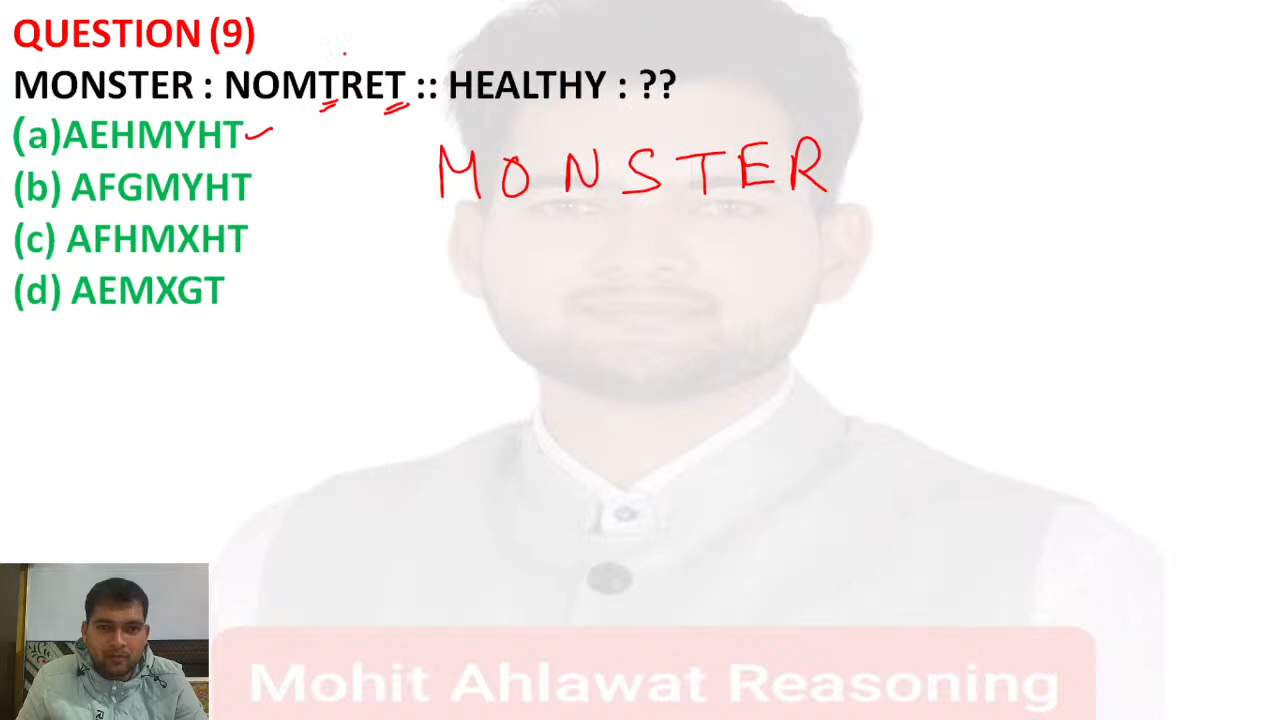 QUESTION (9)
MONSTER : NOMTRET :: HEALTHY : ??
(a)AEHMYHT
(b) AFGMYHT
(c) AFHMXHT
(d) AEMXGT
MONSTER
Mohit Ahlawat Reasoning